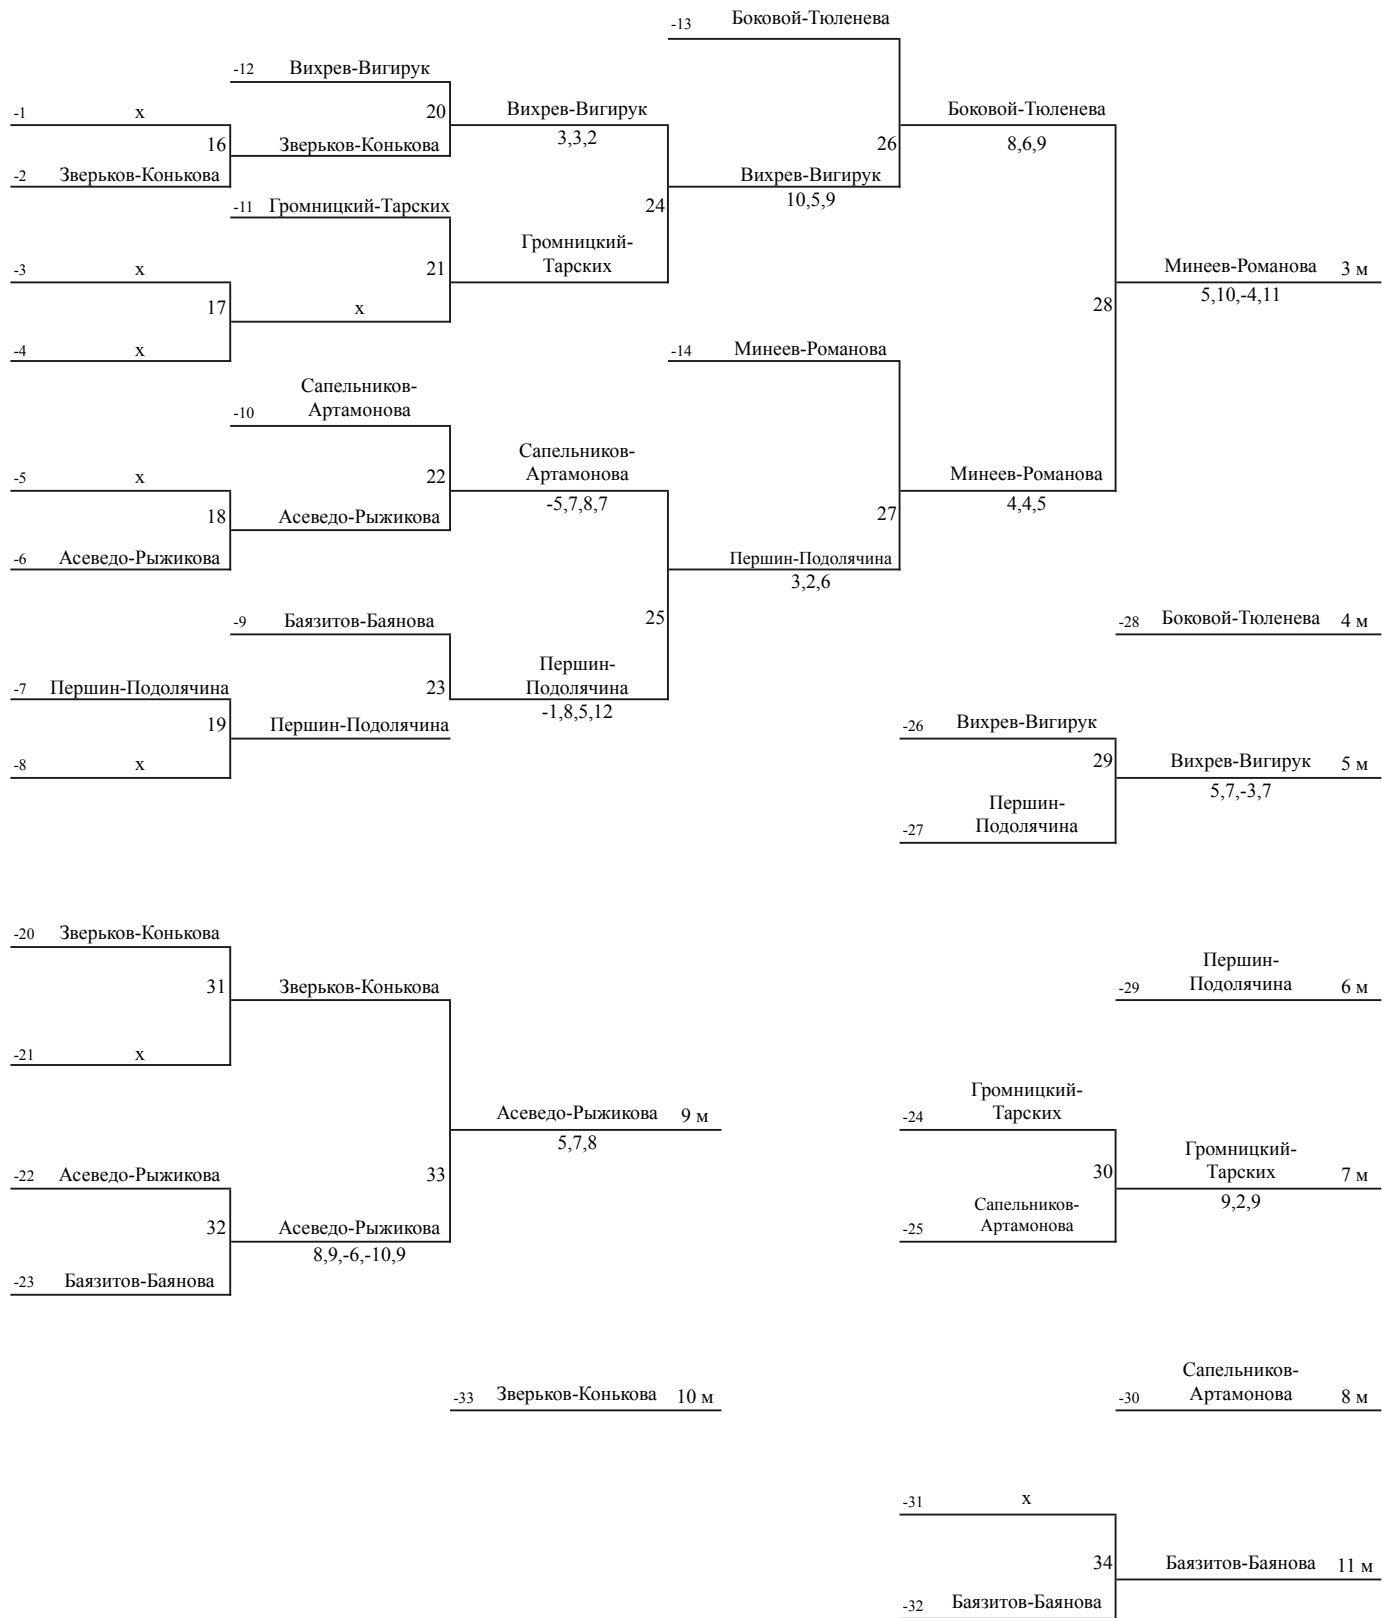 -13 Боковой-Тюленева
-12 Вихрев-Вигирук
-1 х
20
Вихрев-Вигирук
Боковой-Тюленева
16
Зверьков-Конькова
3,3,2
26
8,6,9
-2 Зверьков-Конькова
Вихрев-Вигирук
10,5,9
-11 Громницкий-Тарских
24
Громницкий-
Тарских
-3 х
21
Минеев-Романова 3 м
5,10,-4,11
17
х
28
-4 х
-14 Минеев-Романова
Сапельников-
-10 Артамонова
Сапельников-
Артамонова
-5 х
22
Минеев-Романова
-5,7,8,7
4,4,5
18
Асеведо-Рыжикова
27
-6 Асеведо-Рыжикова
Першин-Подолячина
3,2,6
-9 Баязитов-Баянова
25
-28 Боковой-Тюленева 4 м
Першин-
Подолячина
-7 Першин-Подолячина
23
-1,8,5,12
19
Першин-Подолячина
-26 Вихрев-Вигирук
-8 х
29
Вихрев-Вигирук 5 м
5,7,-3,7
Першин-
-27 Подолячина
-20 Зверьков-Конькова
Першин-
-29 Подолячина 6 м
31
Зверьков-Конькова
-21 х
Громницкий-
-24 Тарских
Асеведо-Рыжикова 9 м
5,7,8
Громницкий-
Тарских 7 м
-22 Асеведо-Рыжикова
33
30
9,2,9
Сапельников-
-25 Артамонова
32
Асеведо-Рыжикова
8,9,-6,-10,9
-23 Баязитов-Баянова
Сапельников-
-33 Зверьков-Конькова 10 м
-30 Артамонова 8 м
-31 х
34
Баязитов-Баянова 11 м
-32 Баязитов-Баянова